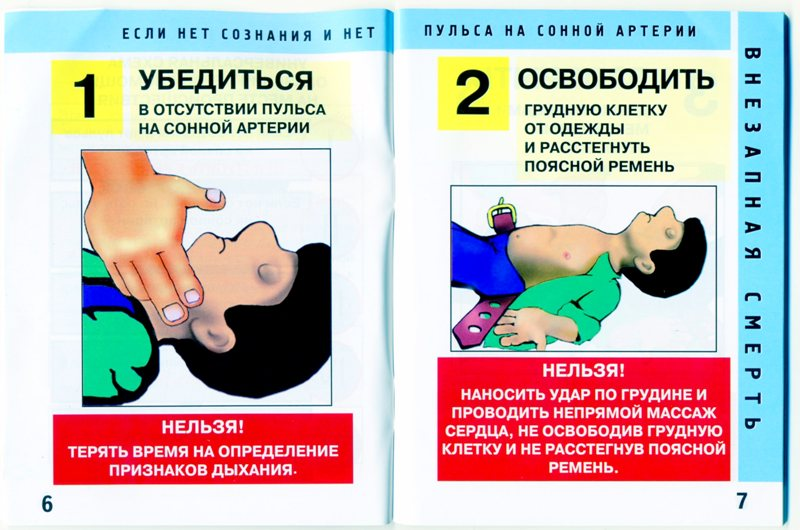 ЕСЛИ НЕТ СОЗНАНИЯ И НЕТ
1
УБЕДИТЬСЯ
В ОТСУТСТВИИ ПУЛЬСА
НА СОННОЙ АРТЕРИИ
НЕЛЬЗЯ!
ТЕРЯТЬ ВРЕМЯ НА ОПРЕДЕЛЕНИЕ
ПРИЗНАКОВ ДЫХАНИЯ.
6
ПУЛЬСА НА СОННОЙ АРТЕРИИ
2
ОСВОБОДИТЬ
ГРУДНУЮ КЛЕТКУ
ОТ ОДЕЖДЫ
И РАССТЕГНУТЬ
ПОЯСНОЙ РЕМЕНЬ
НЕЛЬЗЯ!
НАНОСИТЬ УДАР ПО ГРУДИНЕ И
ПРОВОДИТЬ НЕПРЯМОЙ МАССАЖ
СЕРДЦА, НЕ ОСВОБОДИВ ГРУДНУЮ
КЛЕТКУ И НЕ РАССТЕГНУВ ПОЯСНОЙ
РЕМЕНЬ.
7
ВНЕЗАПНАЯ СМЕРТЬ